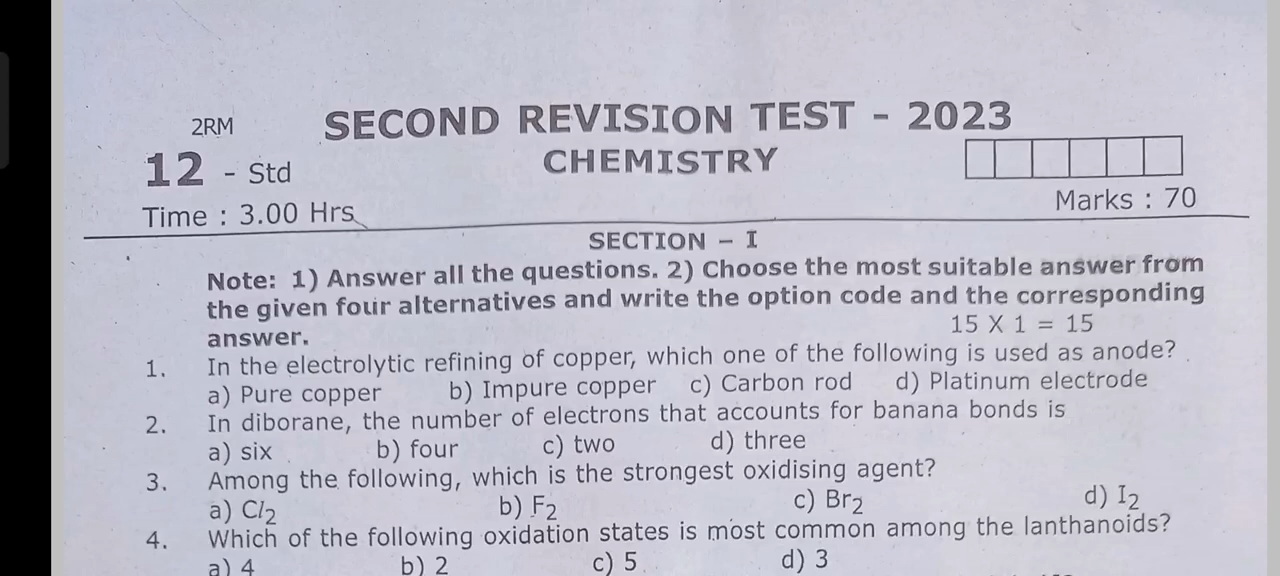 SECOND REVISION TEST - 2023
2RM
CHEMISTRY
12 - Std
Time : 3.00 Hrs
Marks : 70
SECTION - I
Note: 1) Answer all the questions. 2) Choose the most suitable answer from
the given four alternatives and write the option code and the corresponding
answer. 15 X 1 = 15
1. In the electrolytic refining of copper, which one of the following is used as anode?
a) Pure copper b) Impure copper c) Carbon rod d) Platinum electrode
2. In diborane, the number of electrons that accounts for banana bonds is
a) six b) four c) two d) three
3. Among the following, which is the strongest oxidising agent?
a) Cl2 b) F2 c) Br2 d) I2
4. Which of the following oxidation states is most common among the lanthanoids?
a) 4 b) 2 c) 5 d) 3